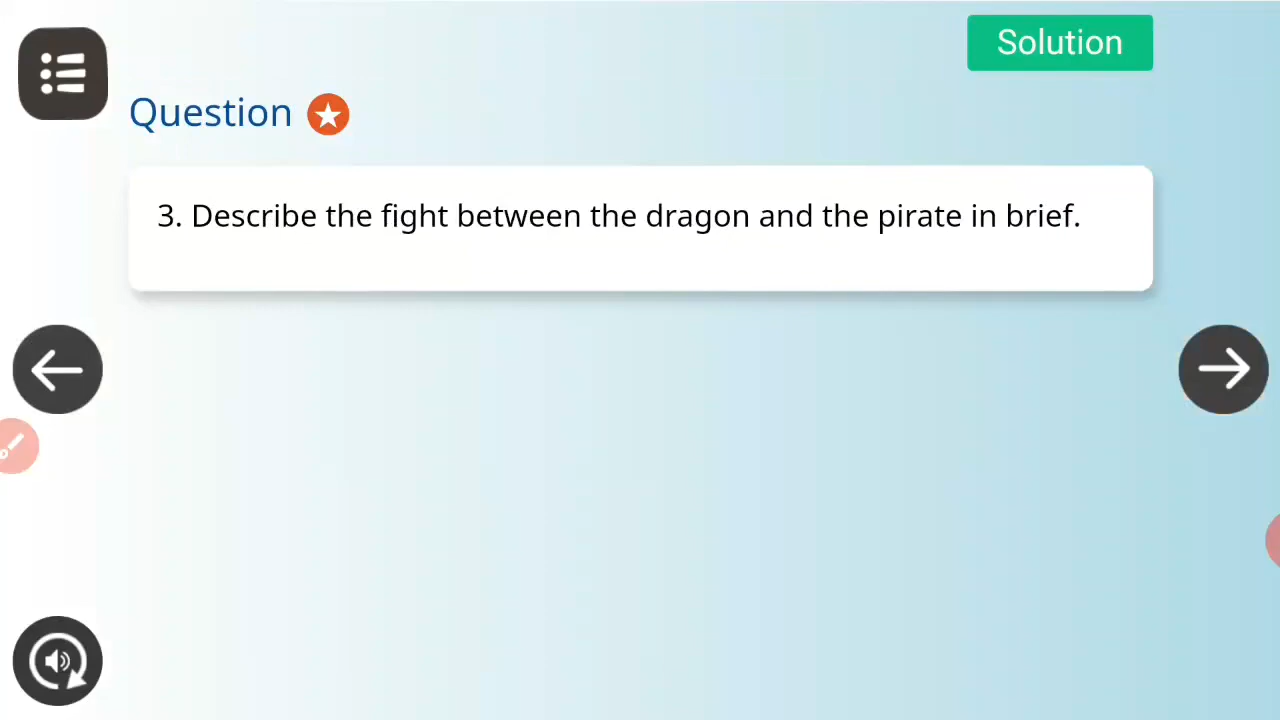 Solution
Question
3. Describe the fight between the dragon and the pirate in brief.